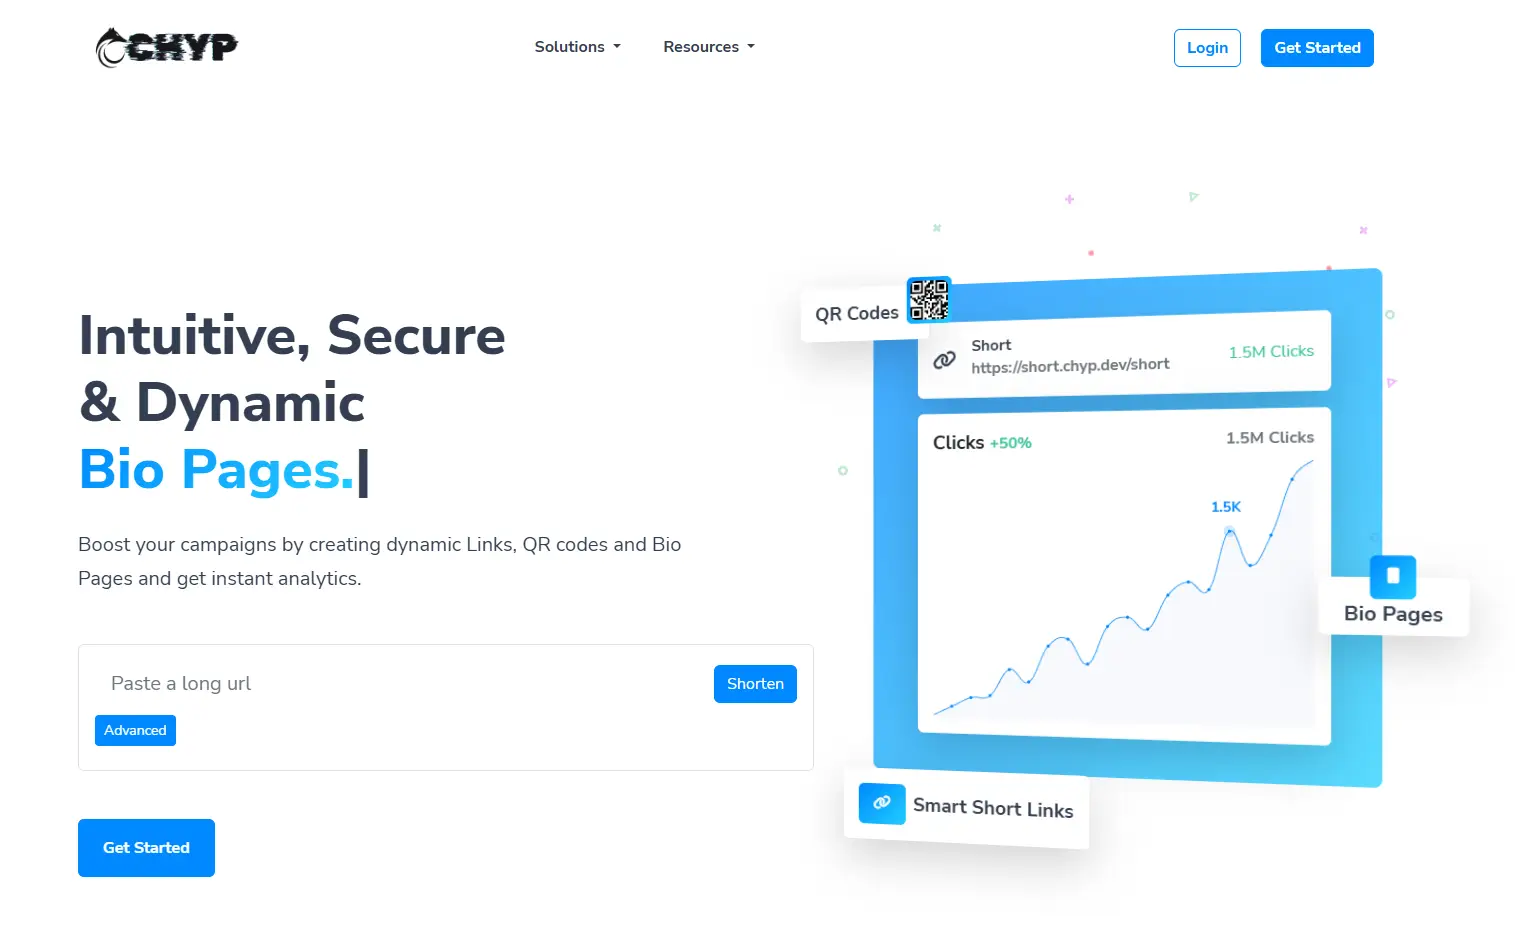 CHYP
Solutions
Resources
Login
Get Started
Intuitive, Secure
& Dynamic
Bio Pages.|
Boost your campaigns by creating dynamic Links, QR codes and Bio
Pages and get instant analytics.
Paste a long url
Shorten
Advanced
Get Started
QR Codes
Short
https://short.chyp.dev/short
1.5M Clicks
Clicks +50%
1.5M Clicks
1.5K
Bio Pages
Smart Short Links